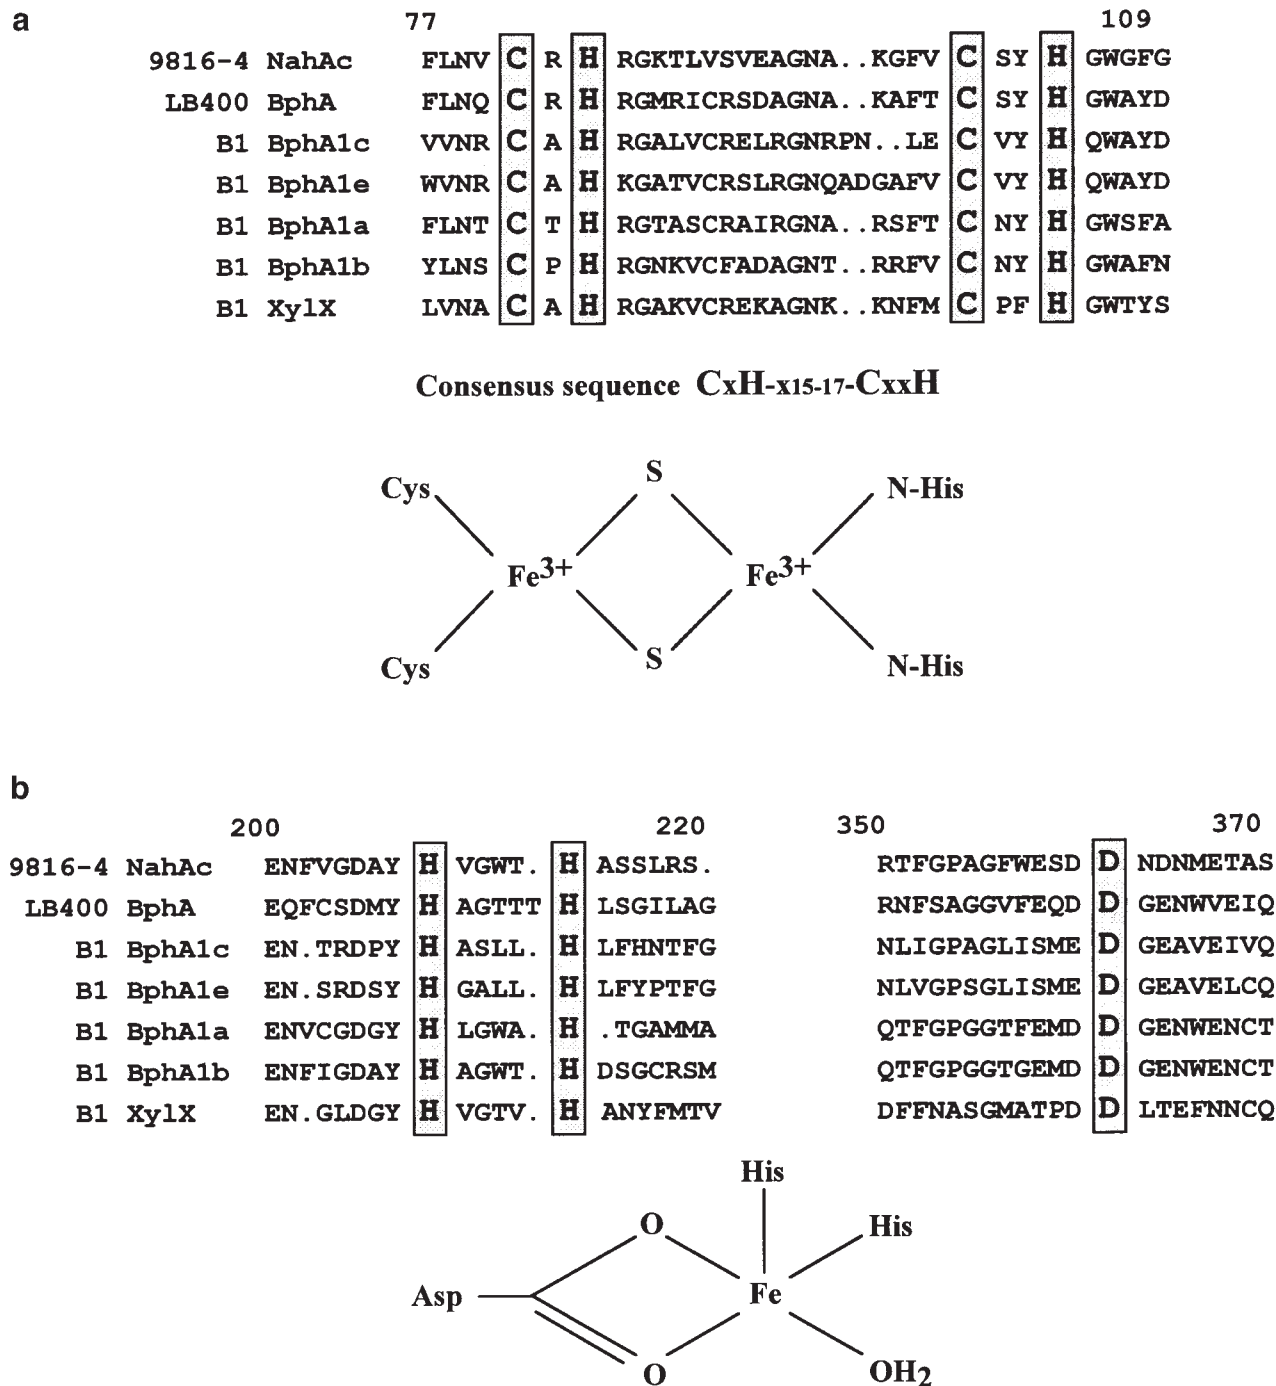 a
77 109
9816-4 NahAc FLNV C R H RGKTLVSVEAGNA..KGFV C SY H GWGFG
LB400 BphA FLNQ C R H RGMRICRSDAGNA..KAFT C SY H GWAYD
B1 BphA1c VVNR C A H RGALVCRELRGNRPN..LE C VY H QWAYD
B1 BphA1e WVNR C A H KGATVCRSLRGNQADGAFV C VY H QWAYD
B1 BphA1a FLNT C T H RGTASCRAIRGNA..RSFT C NY H GWSFA
B1 BphA1b YLNS C P H RGNKVCFADAGNT..RRFV C NY H GWAFN
B1 XylX LVNA C A H RGAKVCREKAGNK..KNFM C PF H GWTYS
Consensus sequence CxH-x15-17-CxxH
S
Cys N-His
Fe3+ Fe3+
Cys S N-His
b
200 220 350 370
9816-4 NahAc ENFVGDAY H VGWT. H ASSLRS. RTFGPAGFWESD D NDNMETAS
LB400 BphA EQFCSDMY H AGTTT H LSGILAG RNFSAGGVFEQD D GENWVEIQ
B1 BphA1c EN.TRDPY H ASLL. H LFHNTFG NLIGPAGLISME D GEAVEIVQ
B1 BphA1e EN.SRDSY H GALL. H LFYPTFG NLVGPSGLISME D GEAVELCQ
B1 BphA1a ENVCGDGY H LGWA. H .TGAMMA QTFGPGGTFEMD D GENWENCT
B1 BphA1b ENFIGDAY H AGWT. H DSGCRSM QTFGPGGTGEMD D GENWENCT
B1 XylX EN.GLDGY H VGTV. H ANYFMTV DFFNASGMATPD D LTEFNNCQ
His
O His
Asp Fe
O OH2